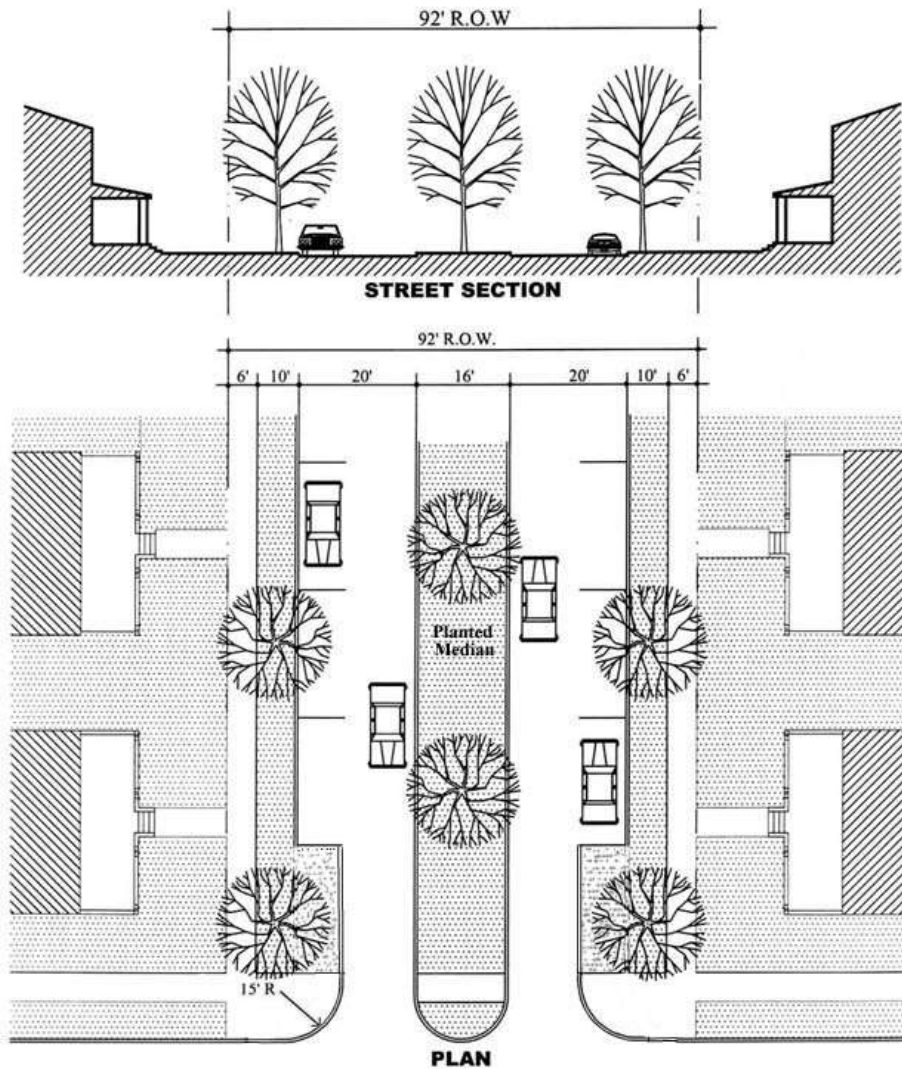 92' R.O.W
STREET SECTION
92' R.O.W.
6' 10' 20' 16' 20' 10' 6'
Planted
Median
15' R
PLAN